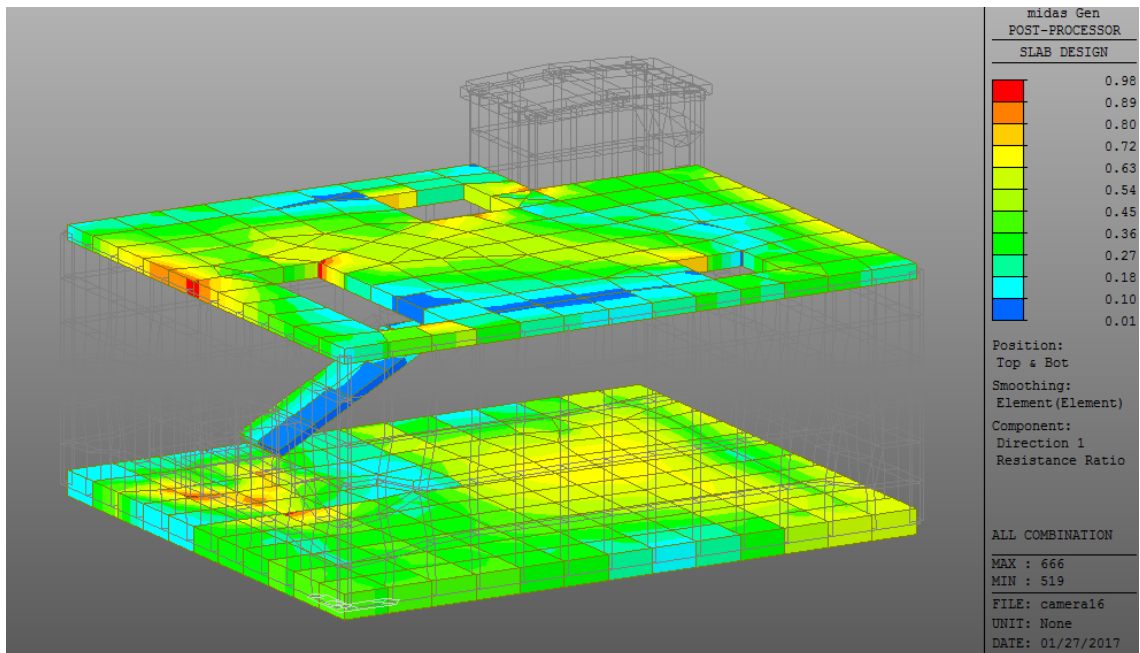 midas Gen
POST-PROCESSOR
SLAB DESIGN
0.98
0.89
0.80
0.72
0.63
0.54
0.45
0.36
0.27
0.18
0.10
0.01
Position:
Top & Bot
Smoothing:
Element(Element)
Component:
Direction 1
Resistance Ratio
ALL COMBINATION
MAX : 666
MIN : 519
FILE: camera16
UNIT: None
DATE: 01/27/2017